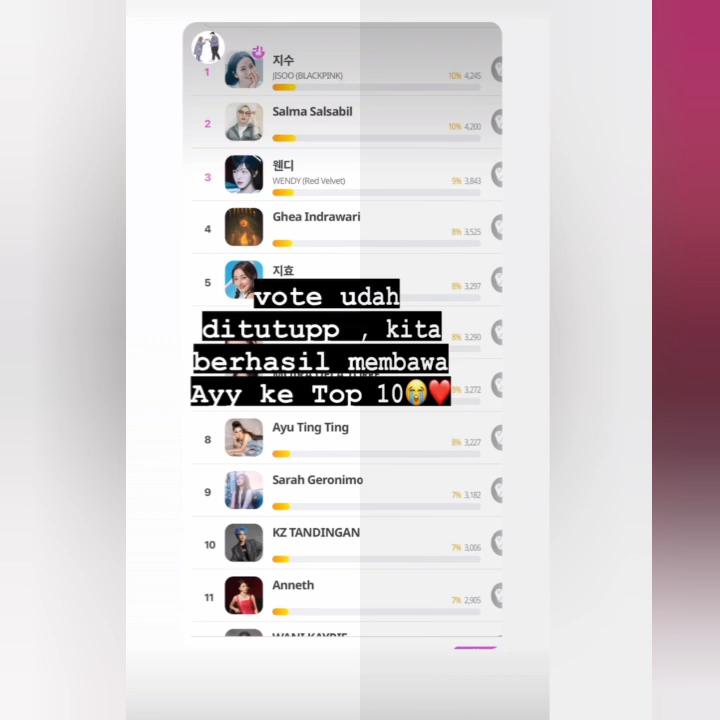 1
지수
JISOO (BLACKPINK)
10% 4,245
2
Salma Salsabil
10% 4,200
3
웬디
WENDY (Red Velvet)
9% 3,843
4
Ghea Indrawari
8% 3,525
5
지효
8% 3,297
vote udah
ditutupp , kita
berhasil membawa
Ayy ke Top 10😭❤️
8% 3,290
3,272
8
Ayu Ting Ting
8% 3,227
9
Sarah Geronimo
7% 3,182
10
KZ TANDINGAN
7% 3,006
11
Anneth
7% 2,905